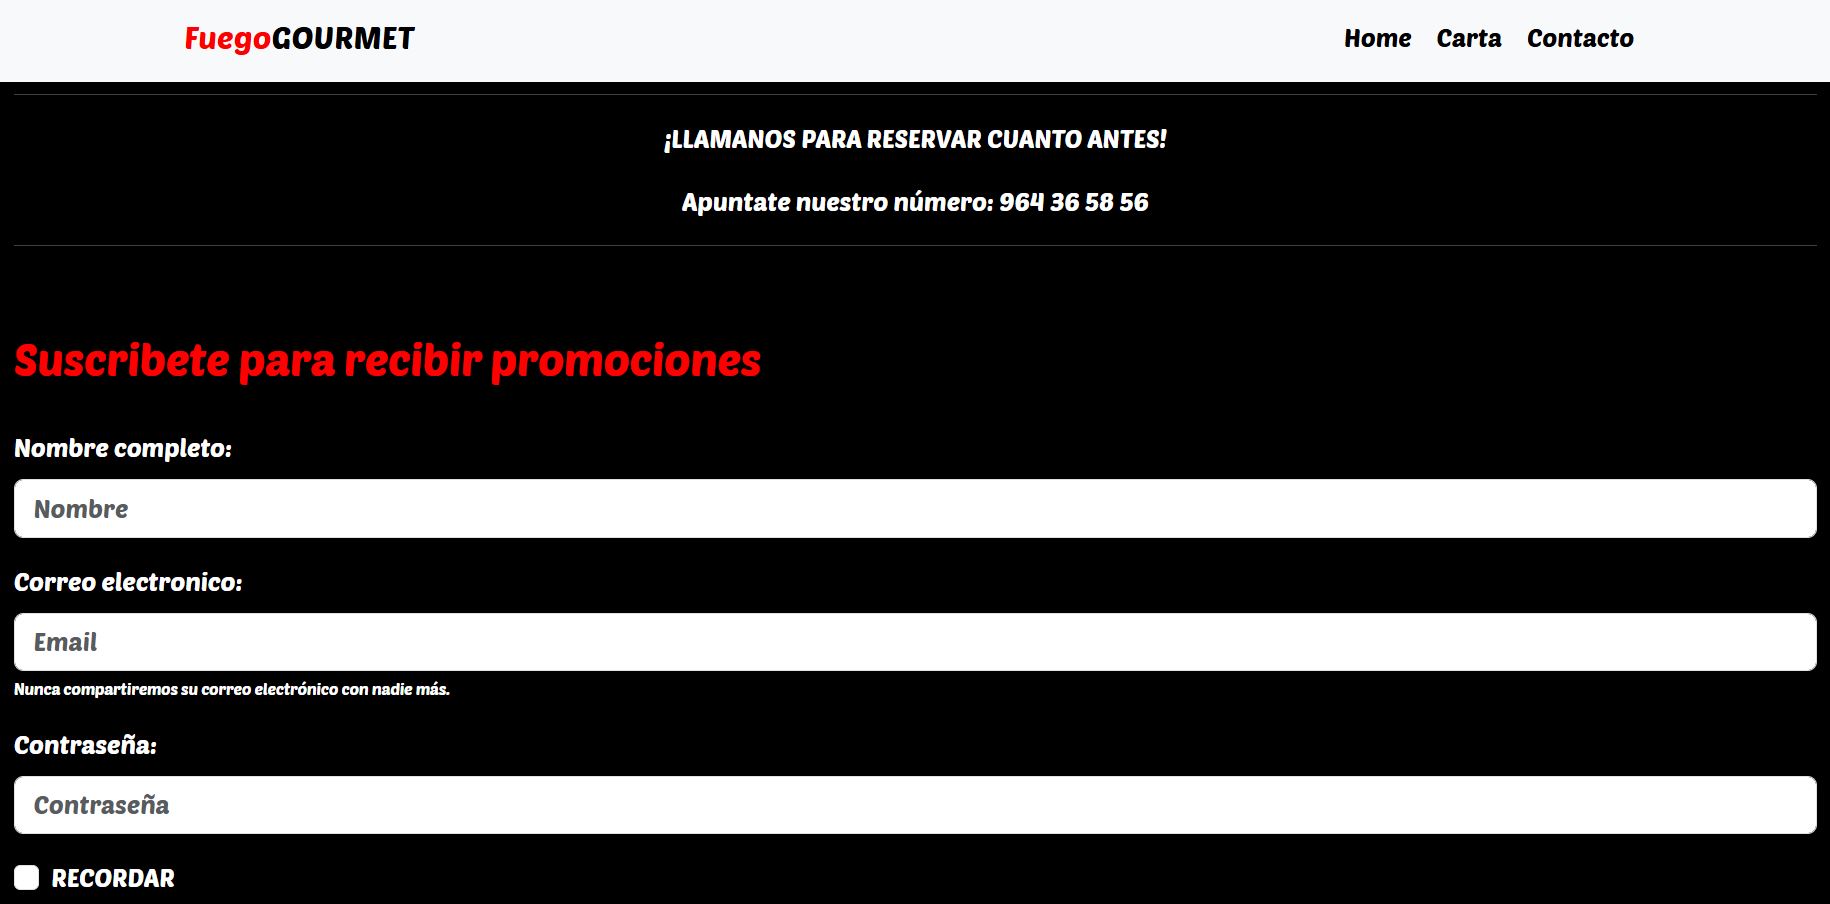 FuegoGOURMET Home Carta Contacto
¡LLAMANOS PARA RESERVAR CUANTO ANTES!
Apuntate nuestro número: 964 36 58 56
Suscribete para recibir promociones
Nombre completo:
Nombre
Correo electronico:
Email
Nunca compartiremos su correo electrónico con nadie más.
Contraseña:
Contraseña
RECORDAR